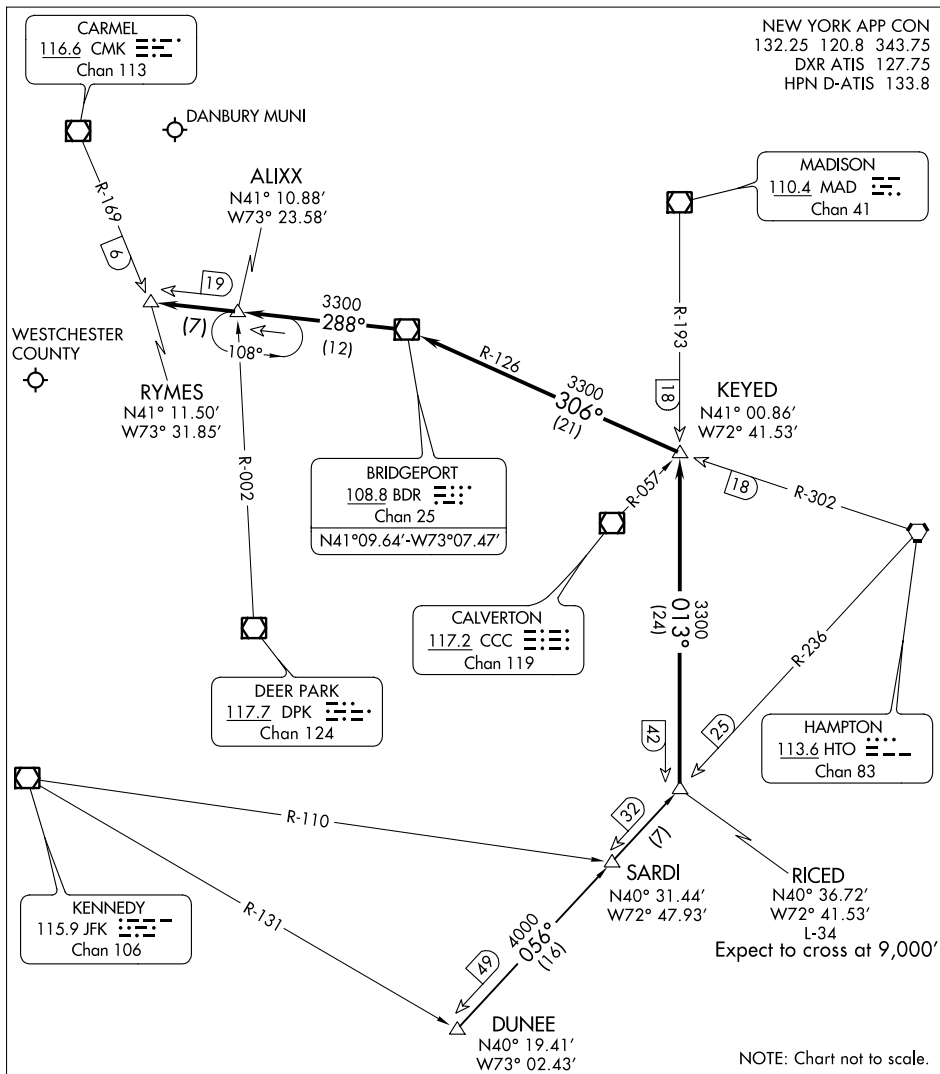 CARMEL
116.6 CMK
Chan 113
NEW YORK APP CON
132.25 120.8 343.75
DXR ATIS 127.75
HPN D-ATIS 133.8
DANBURY MUNI
ALIXX
N41° 10.88'
W73° 23.58'
MADISON
110.4 MAD
Chan 41
R-169
6
19
(7)
3300
288°
(12)
108°
WESTCHESTER
COUNTY
RYMES
N41° 11.50'
W73° 31.85'
R-126
3300
306°
(21)
R-193
18
KEYED
N41° 00.86'
W72° 41.53'
R-002
BRIDGEPORT
108.8 BDR
Chan 25
N41°09.64'-W73°07.47'
R-057
18
R-302
CALVERTON
117.2 CCC
Chan 119
3300
013°
(24)
R-236
DEER PARK
117.7 DPK
Chan 124
42
25
HAMPTON
113.6 HTO
Chan 83
R-110
32
(7)
SARDI
N40° 31.44'
W72° 47.93'
RICED
N40° 36.72'
W72° 41.53'
L-34
Expect to cross at 9,000'
KENNEDY
115.9 JFK
Chan 106
R-131
4000
056°
(16)
49
DUNEE
N40° 19.41'
W73° 02.43'
NOTE: Chart not to scale.